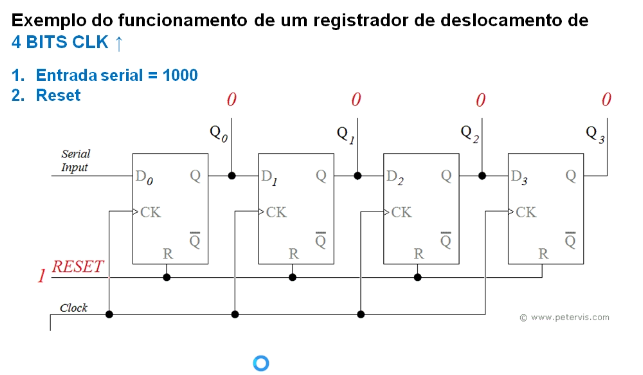 Exemplo do funcionamento de um registrador de deslocamento de
4 BITS CLK ↑
1. Entrada serial = 1000
2. Reset
0 0 0 0
Q0 Q1 Q2 Q3
Serial
Input
D0 Q D1 Q D2 Q D3 Q
CK CK CK CK
Q̅ Q̅ Q̅ Q̅
R R R R
1 RESET
Clock
© www.petervis.com